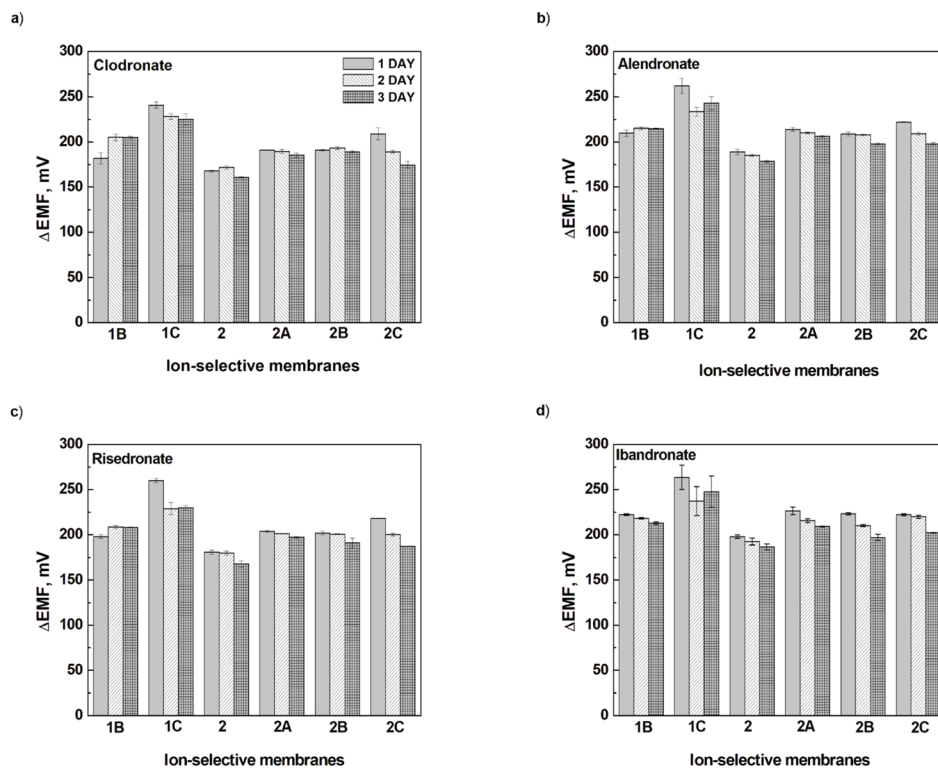 a)
Clodronate
1 DAY
2 DAY
3 DAY
300
250
200
150
100
50
0
ΔEMF, mV
1B 1C 2 2A 2B 2C
Ion-selective membranes
b)
Alendronate
300
250
200
150
100
50
0
ΔEMF, mV
1B 1C 2 2A 2B 2C
Ion-selective membranes
c)
Risedronate
300
250
200
150
100
50
0
ΔEMF, mV
1B 1C 2 2A 2B 2C
Ion-selective membranes
d)
Ibandronate
300
250
200
150
100
50
0
ΔEMF, mV
1B 1C 2 2A 2B 2C
Ion-selective membranes